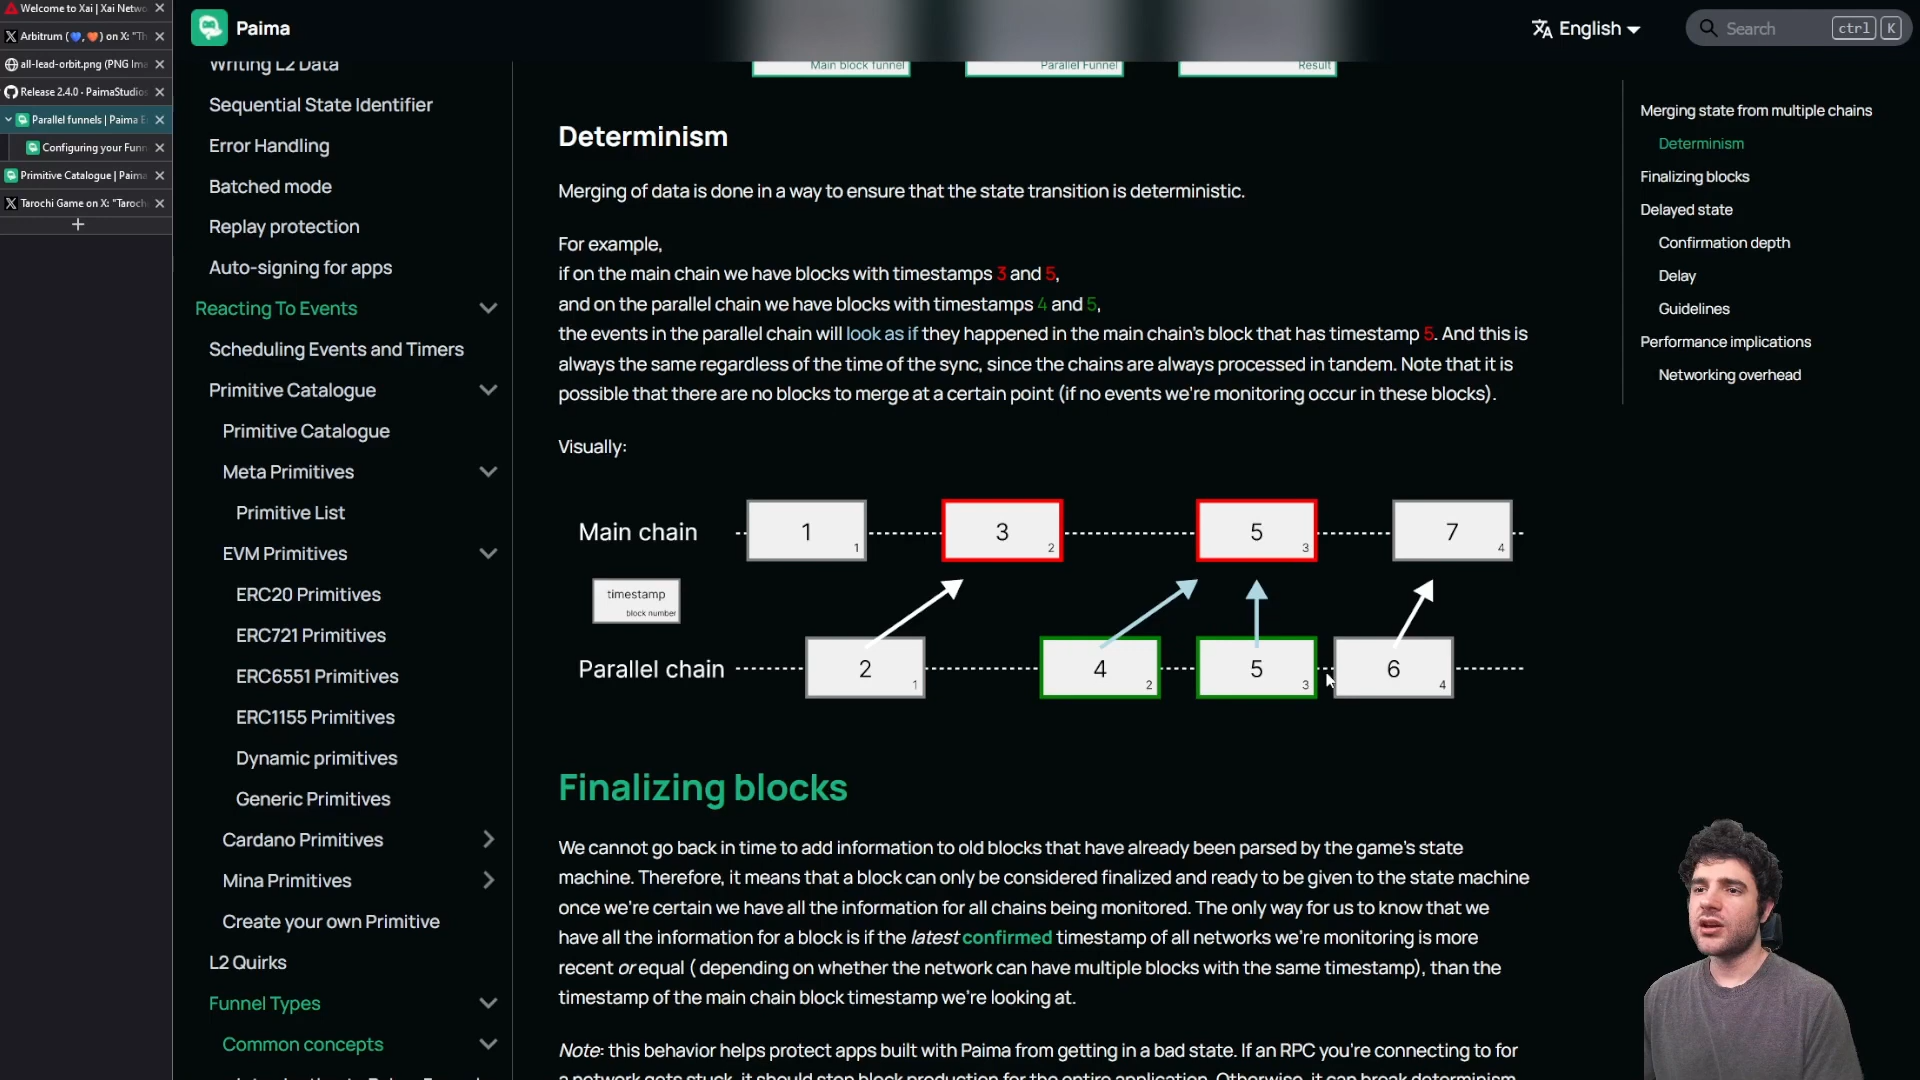 Welcome to Xai | Xai Netwo
Arbitrum (💙,🧡) on X: "Th
all-lead-orbit.png (PNG Ima
Release 2.4.0 · PaimaStudios
Parallel funnels | Paima E
Configuring your Funn
Primitive Catalogue | Paima
Tarochi Game on X: "Taroch
Paima
English
Search
ctrl K
Writing L2 Data
Sequential State Identifier
Error Handling
Batched mode
Replay protection
Auto-signing for apps
Reacting To Events
Scheduling Events and Timers
Primitive Catalogue
Primitive Catalogue
Meta Primitives
Primitive List
EVM Primitives
ERC20 Primitives
ERC721 Primitives
ERC6551 Primitives
ERC1155 Primitives
Dynamic primitives
Generic Primitives
Cardano Primitives
Mina Primitives
Create your own Primitive
L2 Quirks
Funnel Types
Common concepts
Main block funnel
Parallel Funnel
Result
Determinism
Merging of data is done in a way to ensure that the state transition is deterministic.
For example,
if on the main chain we have blocks with timestamps 3 and 5,
and on the parallel chain we have blocks with timestamps 4 and 5,
the events in the parallel chain will look as if they happened in the main chain's block that has timestamp 5. And this is
always the same regardless of the time of the sync, since the chains are always processed in tandem. Note that it is
possible that there are no blocks to merge at a certain point (if no events we're monitoring occur in these blocks).
Visually:
Main chain
1
1
3
2
5
3
7
4
timestamp
block number
Parallel chain
2
1
4
2
5
3
6
4
Finalizing blocks
We cannot go back in time to add information to old blocks that have already been parsed by the game's state
machine. Therefore, it means that a block can only be considered finalized and ready to be given to the state machine
once we're certain we have all the information for all chains being monitored. The only way for us to know that we
have all the information for a block is if the latest confirmed timestamp of all networks we're monitoring is more
recent or equal ( depending on whether the network can have multiple blocks with the same timestamp), than the
timestamp of the main chain block timestamp we're looking at.
Note: this behavior helps protect apps built with Paima from getting in a bad state. If an RPC you're connecting to for
a network gets stuck, it should stop block production for the entire application. Otherwise, it can break determinism
Merging state from multiple chains
Determinism
Finalizing blocks
Delayed state
Confirmation depth
Delay
Guidelines
Performance implications
Networking overhead